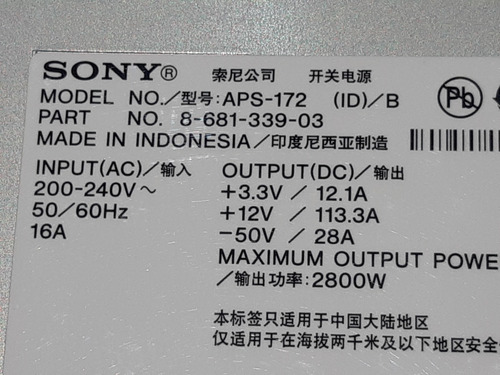 SONY® 索尼公司 开关电源
MODEL NO./型号: APS-172 (ID)/B
Pb
PART NO. 8-681-339-03
MADE IN INDONESIA/印度尼西亚制造
INPUT(AC)/输入 OUTPUT(DC)/输出
200-240V~ +3.3V / 12.1A
50/60Hz +12V / 113.3A
16A -50V / 28A
MAXIMUM OUTPUT POWE
/输出功率: 2800W
本标签只适用于中国大陆地区
仅适用于在海拔两千米及以下地区安全